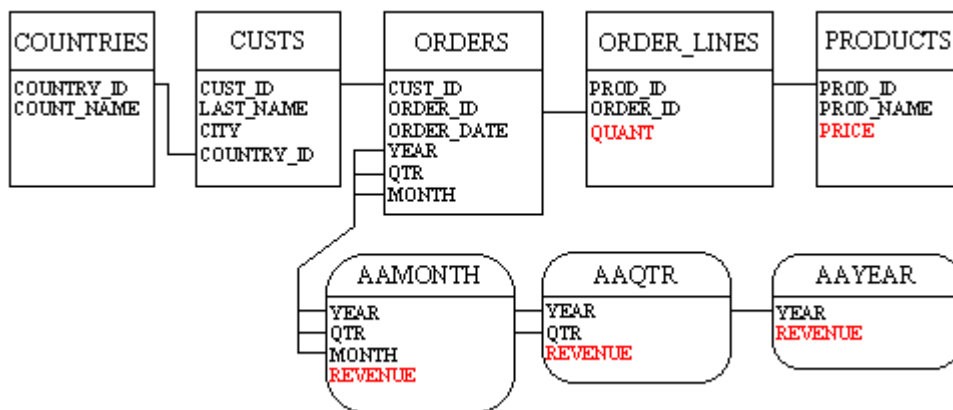 COUNTRIES
COUNTRY_ID
COUNT_NAME
CUSTS
CUST_ID
LAST_NAME
CITY
COUNTRY_ID
ORDERS
CUST_ID
ORDER_ID
ORDER_DATE
YEAR
QTR
MONTH
ORDER_LINES
PROD_ID
ORDER_ID
QUANT
PRODUCTS
PROD_ID
PROD_NAME
PRICE
AAMONTH
YEAR
QTR
MONTH
REVENUE
AAQTR
YEAR
QTR
REVENUE
AAYEAR
YEAR
REVENUE